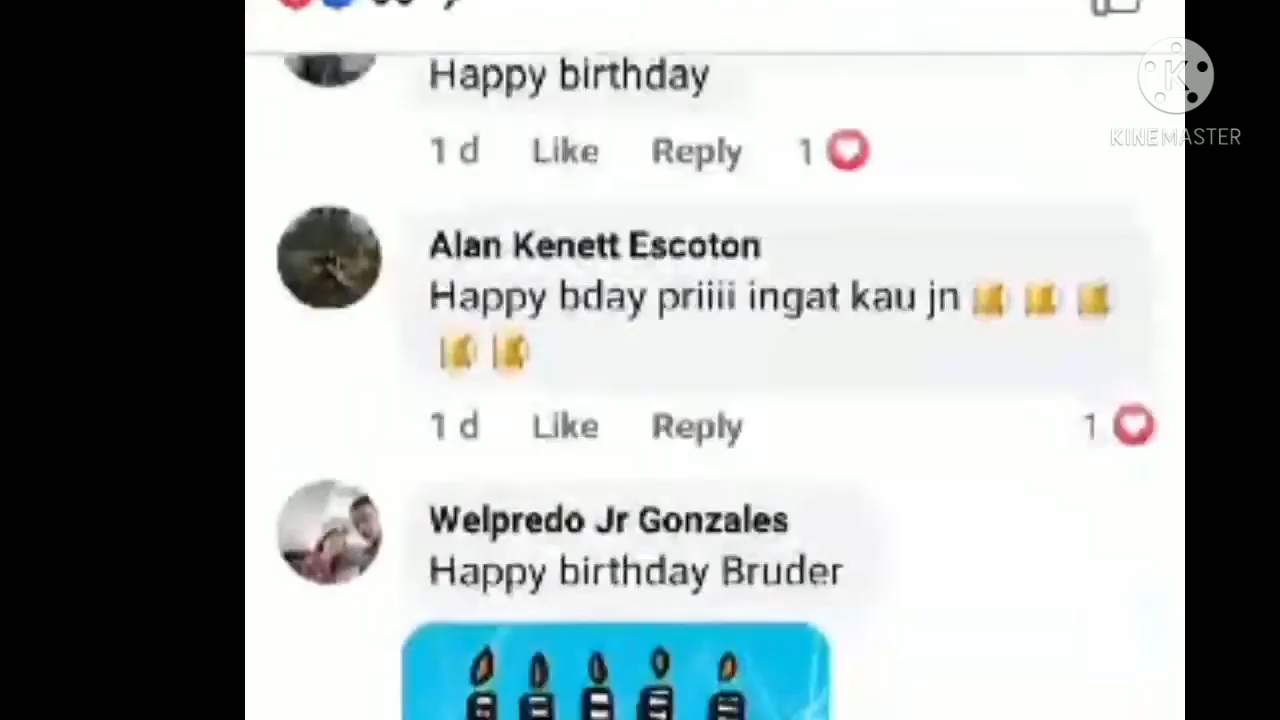 Happy birthday
1 d Like Reply 1
KINEMASTER
Alan Kenett Escoton
Happy bday priiii ingat kau jn
1 d Like Reply 1
Welpredo Jr Gonzales
Happy birthday Bruder